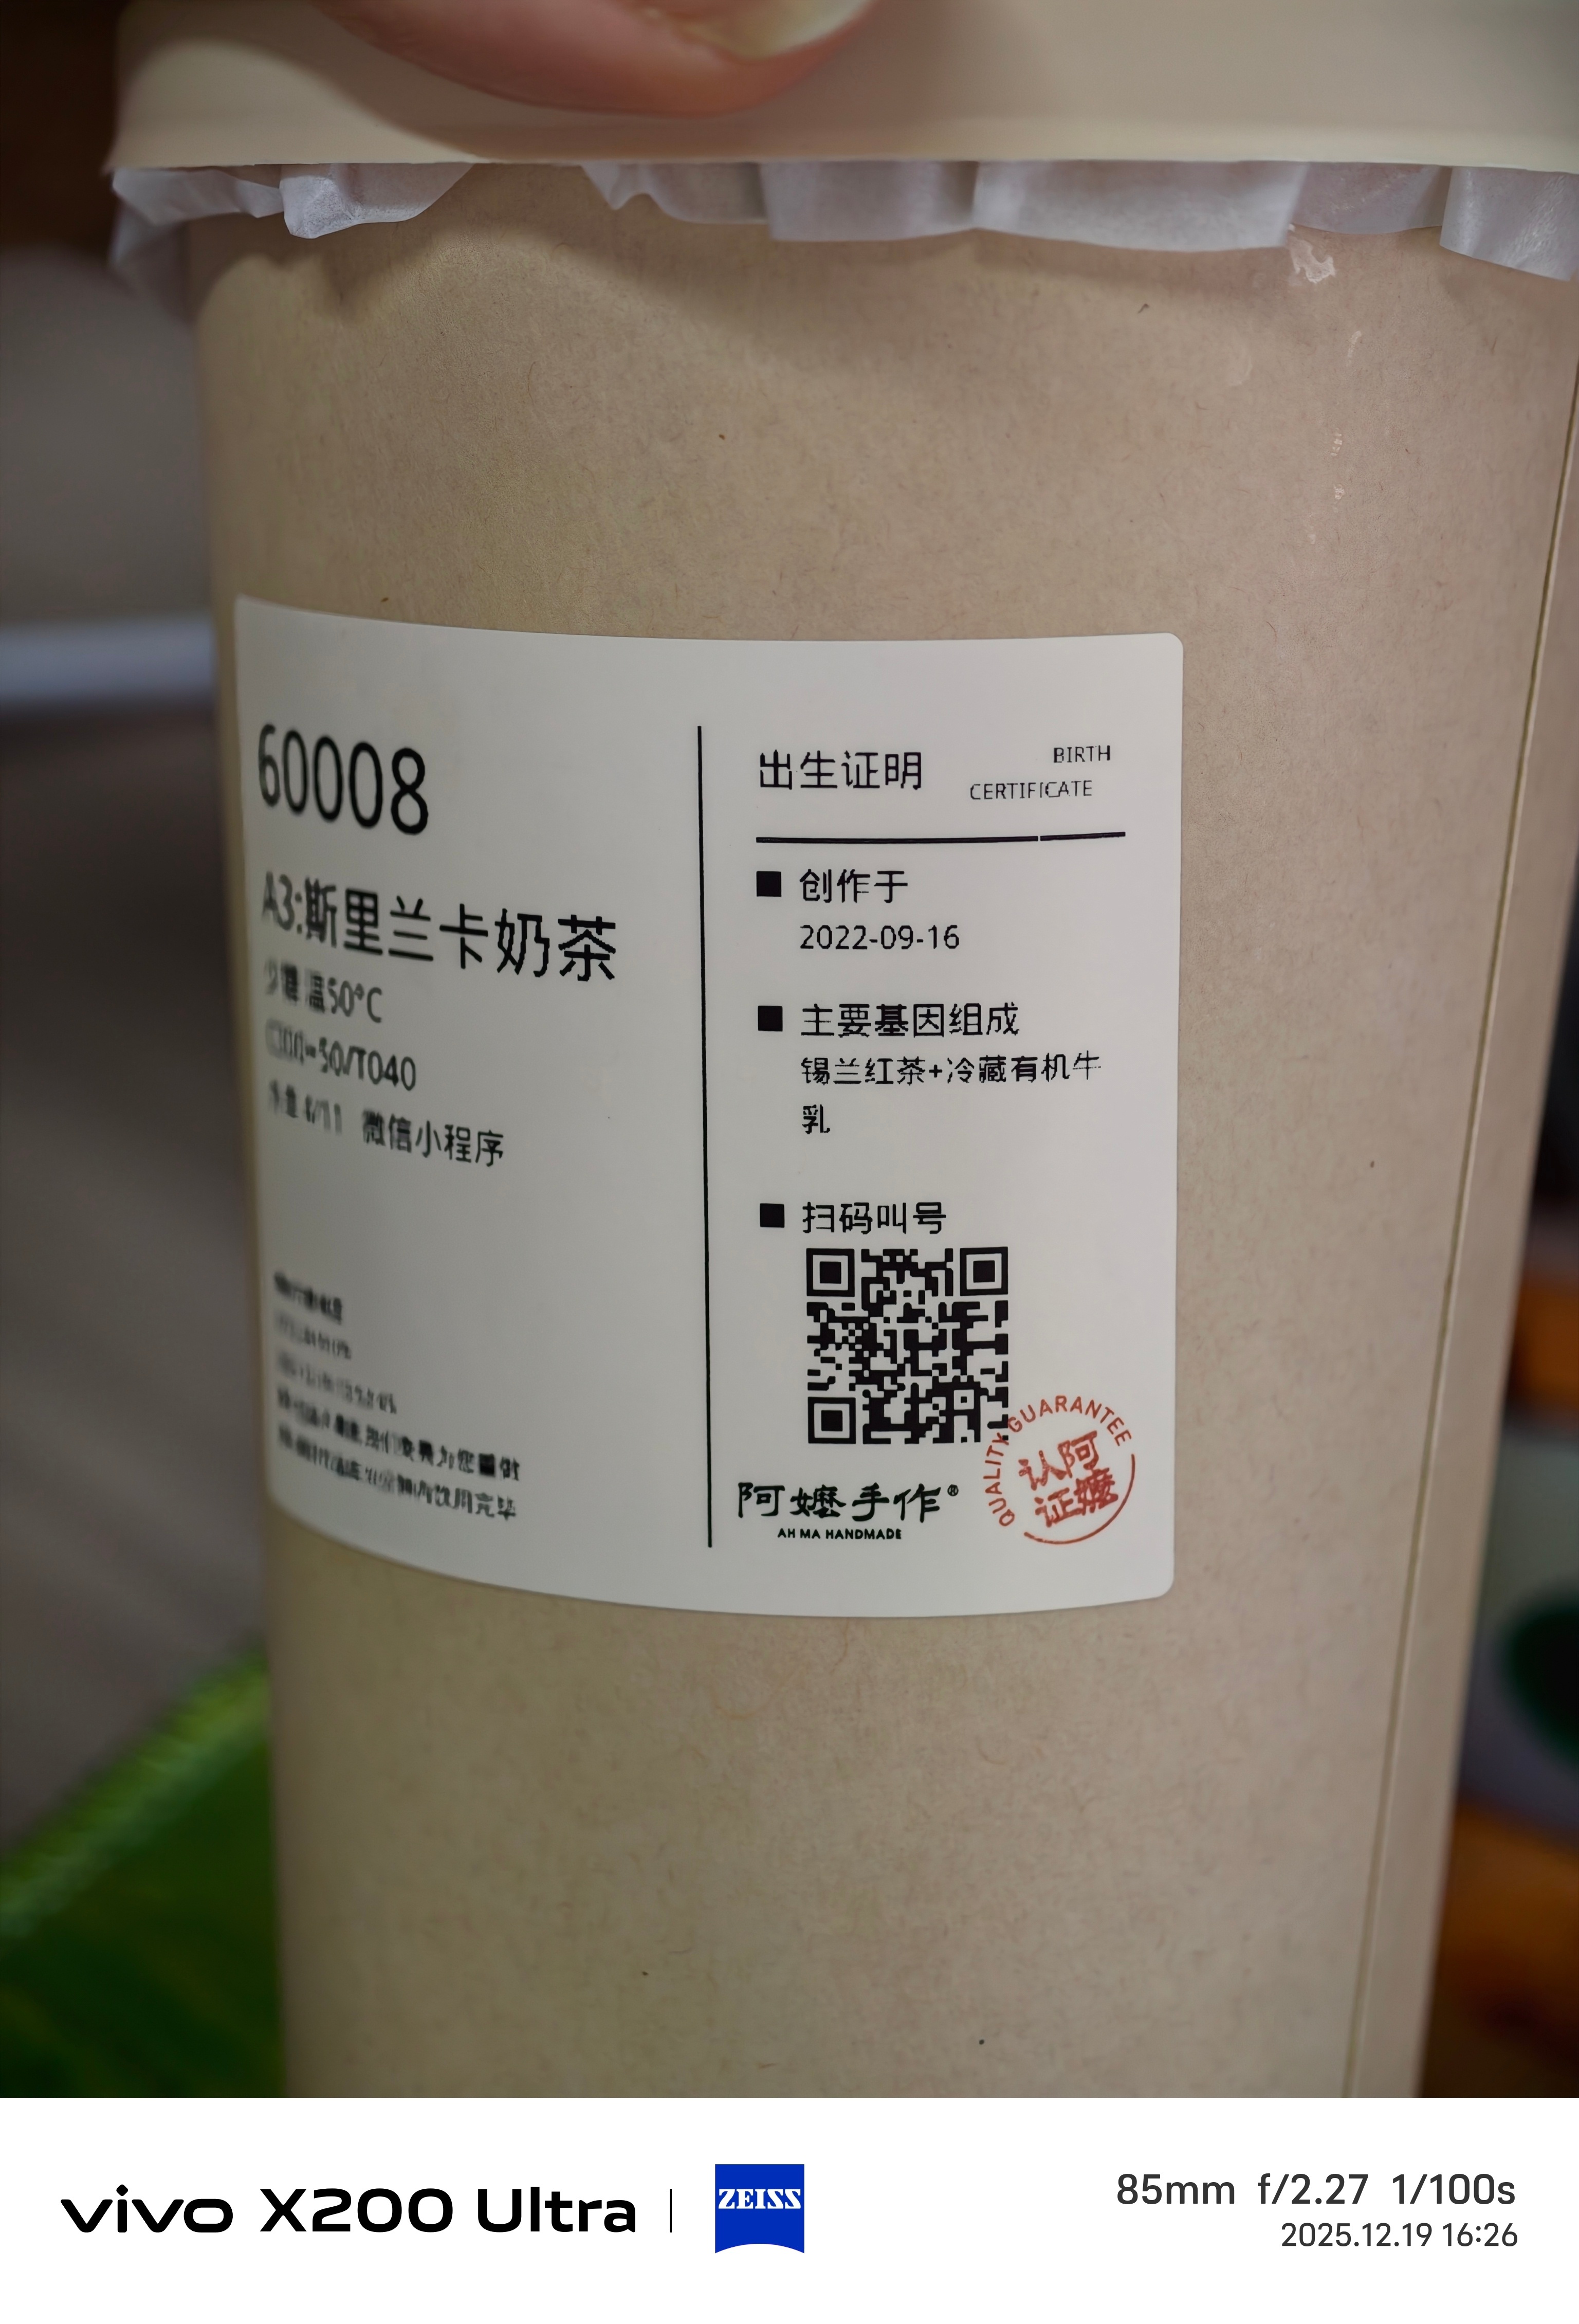 60008
A3:斯里兰卡奶茶
少糖 温50°C
微信小程序
出生证明
BIRTH
CERTIFICATE
■ 创作于
2022-09-16
■ 主要基因组成
锡兰红茶+冷藏有机牛
乳
■ 扫码叫号
QUALITY GUARANTEE
认阿
证嬷
阿嬷手作®
AH MA HANDMADE
vivo X200 Ultra
ZEISS
85mm f/2.27 1/100s
2025.12.19 16:26